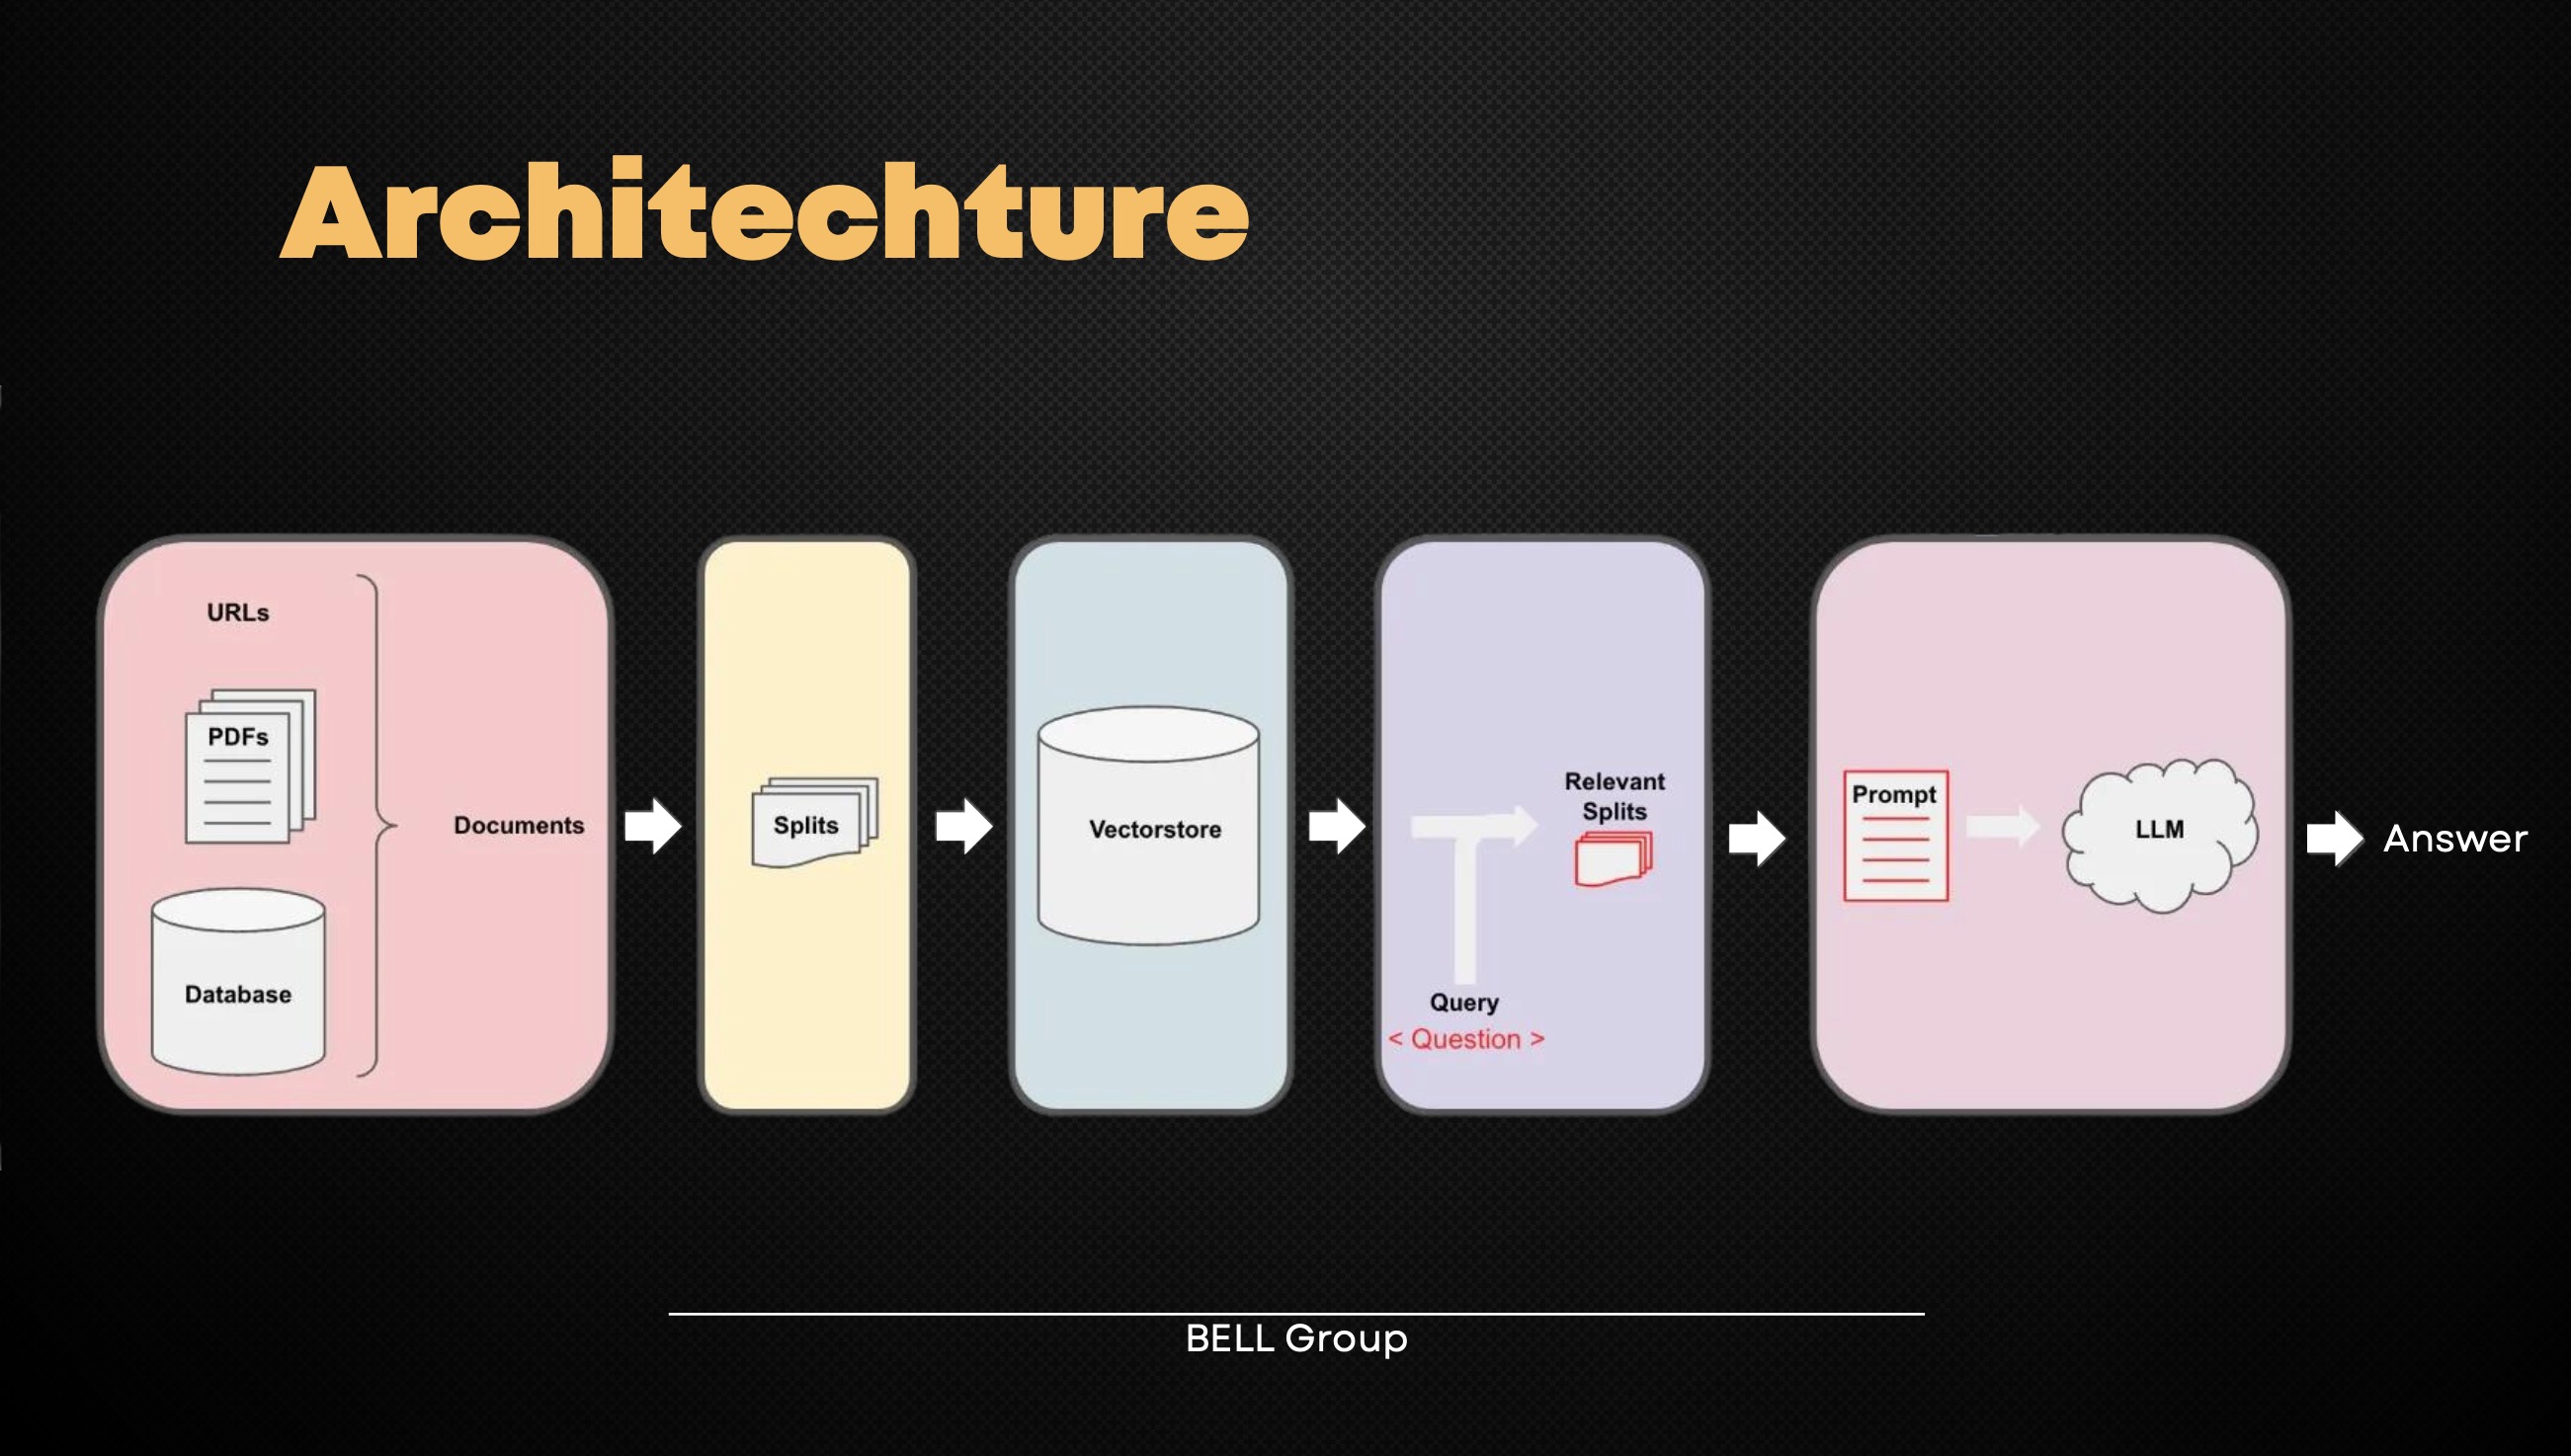 Architechture
URLs
PDFs
Database
Documents
Splits
Vectorstore
Relevant
Splits
Query
< Question >
Prompt
LLM
Answer
BELL Group